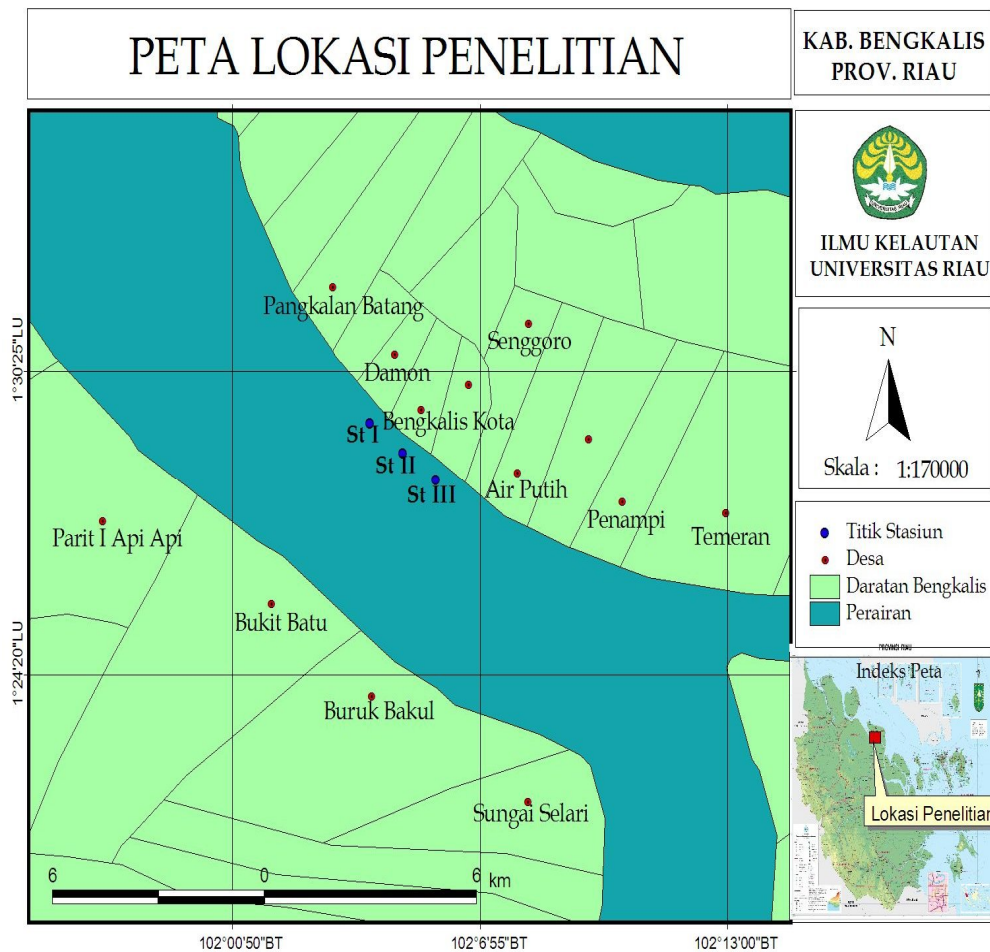 PETA LOKASI PENELITIAN
KAB. BENGKALIS
PROV. RIAU
ILMU KELAUTAN
UNIVERSITAS RIAU
N
Skala : 1:170000
Titik Stasiun
Desa
Daratan Bengkalis
Perairan
PROVINSI RIAU
Indeks Peta
Lokasi Penelitian
1°30'25"LU
1°24'20"LU
Pangkalan Batang
Senggoro
Damon
Bengkalis Kota
St I
St II
St III
Air Putih
Penampi
Temeran
Parit I Api Api
Bukit Batu
Buruk Bakul
Sungai Selari
6 0 6 km
102°00'50"BT 102°6'55"BT 102°13'00"BT